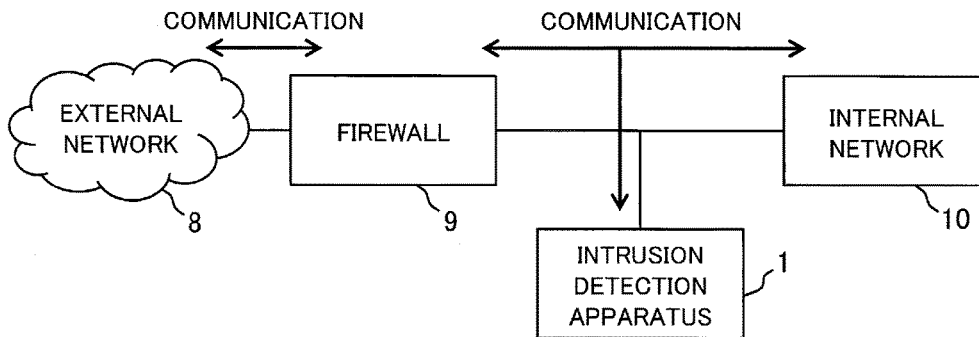 COMMUNICATION
COMMUNICATION
EXTERNAL
NETWORK
FIREWALL
INTERNAL
NETWORK
8
9
10
INTRUSION
DETECTION
APPARATUS
1